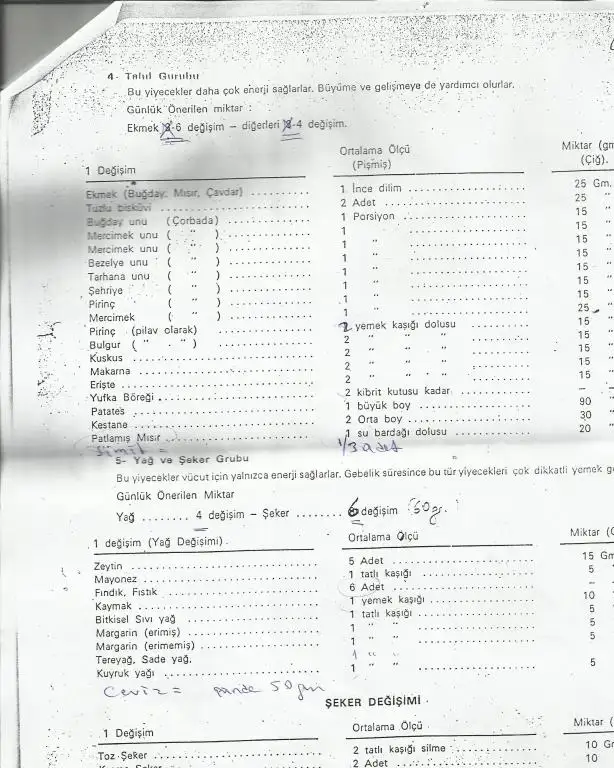 4- Tahıl Gurubu
Bu yiyecekler daha çok enerji sağlarlar. Büyüme ve gelişmeye de yardımcı olurlar.
Günlük Önerilen miktar :
Ekmek 3-6 değişim – diğerleri 3-4 değişim.
1 Değişim Ortalama Ölçü (Pişmiş) Miktar (gm (Çiğ).
Ekmek (Buğday, Mısır, Çavdar) .......... 1 İnce dilim .......... 25 Gm.
Tuzlu bisküvi .......... 2 Adet .......... 25 "
Buğday unu (Çorbada) .......... 1 Porsiyon .......... 15 "
Mercimek unu ( " ) .......... 1 " .......... 15 "
Mercimek unu ( " ) .......... 1 " .......... 15 "
Bezelye unu ( " ) .......... 1 " .......... 15 "
Tarhana unu ( " ) .......... 1 " .......... 15 "
Şehriye ( " ) .......... 1 " .......... 15 "
Pirinç ( " ) .......... 1 " .......... 15 "
Mercimek ( " ) .......... 1 " .......... 25 "
Pirinç (pilav olarak) .......... 2 yemek kaşığı dolusu .......... 15 "
Bulgur ( " " ) .......... 2 " " " .......... 15 "
Kuskus .......... 2 " " " .......... 15 "
Makarna .......... 2 " " " .......... 15 "
Erişte .......... 2 " " " .......... 15 "
Yufka Böreği .......... 2 kibrit kutusu kadar .......... –
Patates .......... 1 büyük boy .......... 90 "
Kestane .......... 2 Orta boy .......... 30 "
Patlamış Mısır .......... 1 su bardağı dolusu .......... 20 "
Simit = 1/3 adet
5- Yağ ve Şeker Grubu
Bu yiyecekler vücut için yalnızca enerji sağlarlar. Gebelik süresince bu tür yiyecekleri çok dikkatli yemek g
Günlük Önerilen Miktar
Yağ ........ 4 değişim – Şeker ........ 6 değişim (50gr.
1 değişim (Yağ Değişimi). Ortalama Ölçü Miktar (
Zeytin .......... 5 Adet .......... 15 Gm
Mayonez .......... 1 tatlı kaşığı .......... 5
Fındık, Fıstık .......... 6 Adet .......... –
Kaymak .......... 1 yemek kaşığı .......... 10 "
Bitkisel Sıvı yağ .......... 1 tatlı kaşığı .......... 5
Margarin (erimiş) .......... 1 " " .......... 5
Margarin (erimemiş) .......... 1 " " .......... 5
Tereyağ, Sade yağ, 1 " "
Kuyruk yağı .......... 1 " " .......... 5
Ceviz = 50 gm
ŞEKER DEĞİŞİMİ
1 Değişim Ortalama Ölçü Miktar (
Toz Şeker .......... 2 tatlı kaşığı silme .......... 10 Gr
Şeker .......... 2 Adet .......... 10